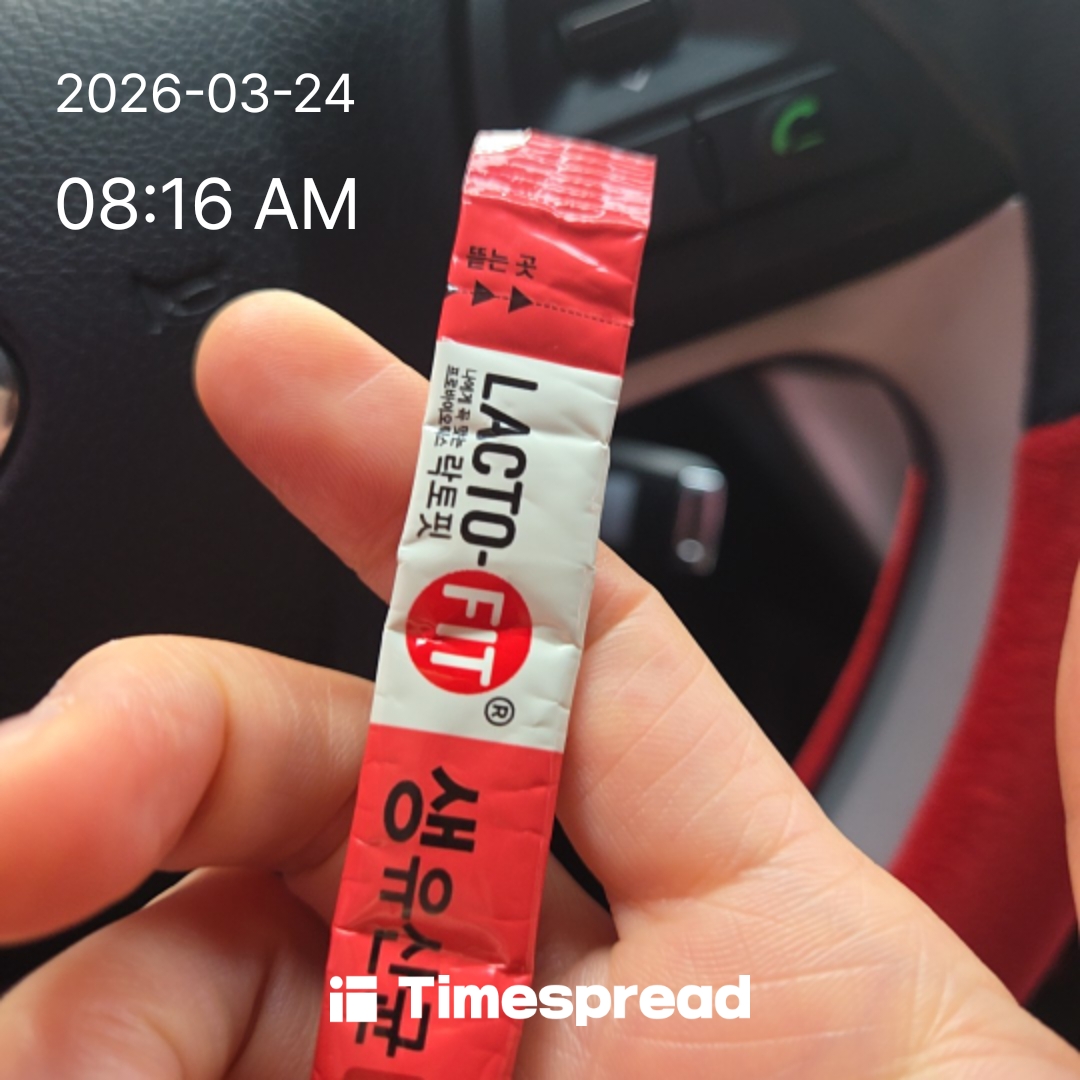 2026-03-24
08:16 AM
뜯는 곳
LACTO-FIT®
나에게 꼭 맞는
프로바이오틱스 락토핏
생유산균
Timespread